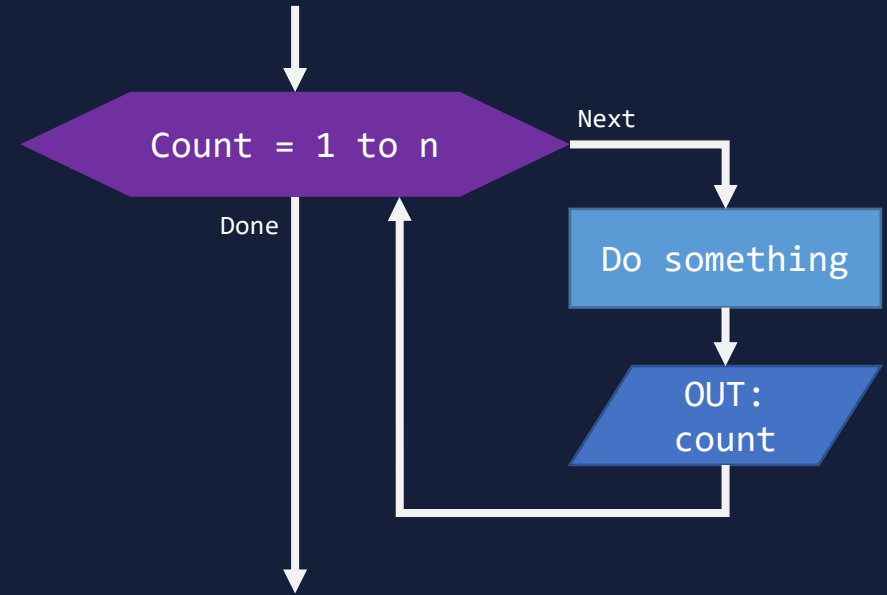 Count = 1 to n
Next
Done
Do something
OUT:
count